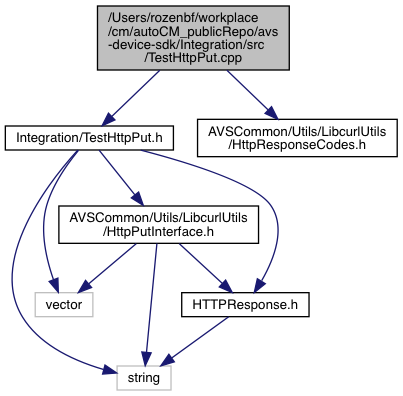 /Users/rozenbf/workplace
/cm/autoCM_publicRepo/avs
-device-sdk/Integration/src
/TestHttpPut.cpp
Integration/TestHttpPut.h
AVSCommon/Utils/LibcurlUtils
/HttpResponseCodes.h
AVSCommon/Utils/LibcurlUtils
/HttpPutInterface.h
vector
HTTPResponse.h
string